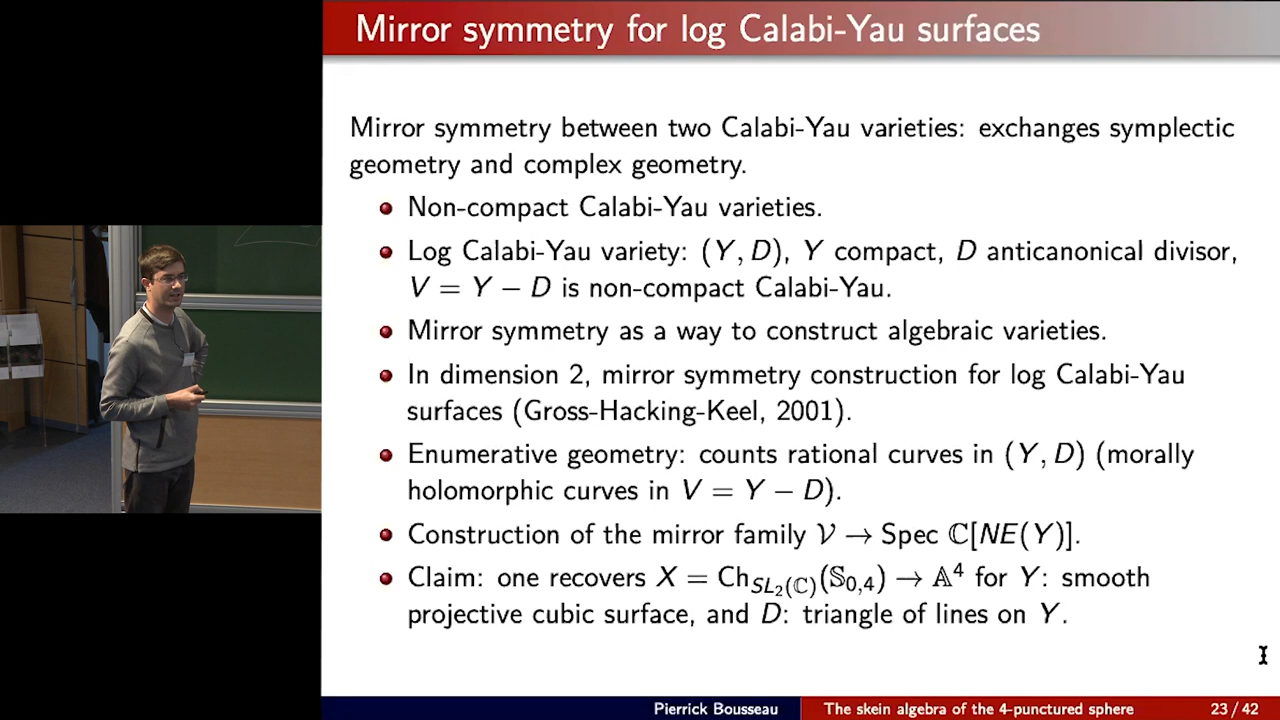 Mirror symmetry for log Calabi-Yau surfaces
Mirror symmetry between two Calabi-Yau varieties: exchanges symplectic
geometry and complex geometry.
Non-compact Calabi-Yau varieties.
Log Calabi-Yau variety: (Y, D), Y compact, D anticanonical divisor,
V = Y − D is non-compact Calabi-Yau.
Mirror symmetry as a way to construct algebraic varieties.
In dimension 2, mirror symmetry construction for log Calabi-Yau
surfaces (Gross-Hacking-Keel, 2001).
Enumerative geometry: counts rational curves in (Y, D) (morally
holomorphic curves in V = Y − D).
Construction of the mirror family 𝒱 → Spec ℂ[NE(Y)].
Claim: one recovers X = Ch_{SL₂(ℂ)}(𝕊₀,₄) → 𝔸⁴ for Y: smooth
projective cubic surface, and D: triangle of lines on Y.
Pierrick Bousseau
The skein algebra of the 4-punctured sphere
23 / 42